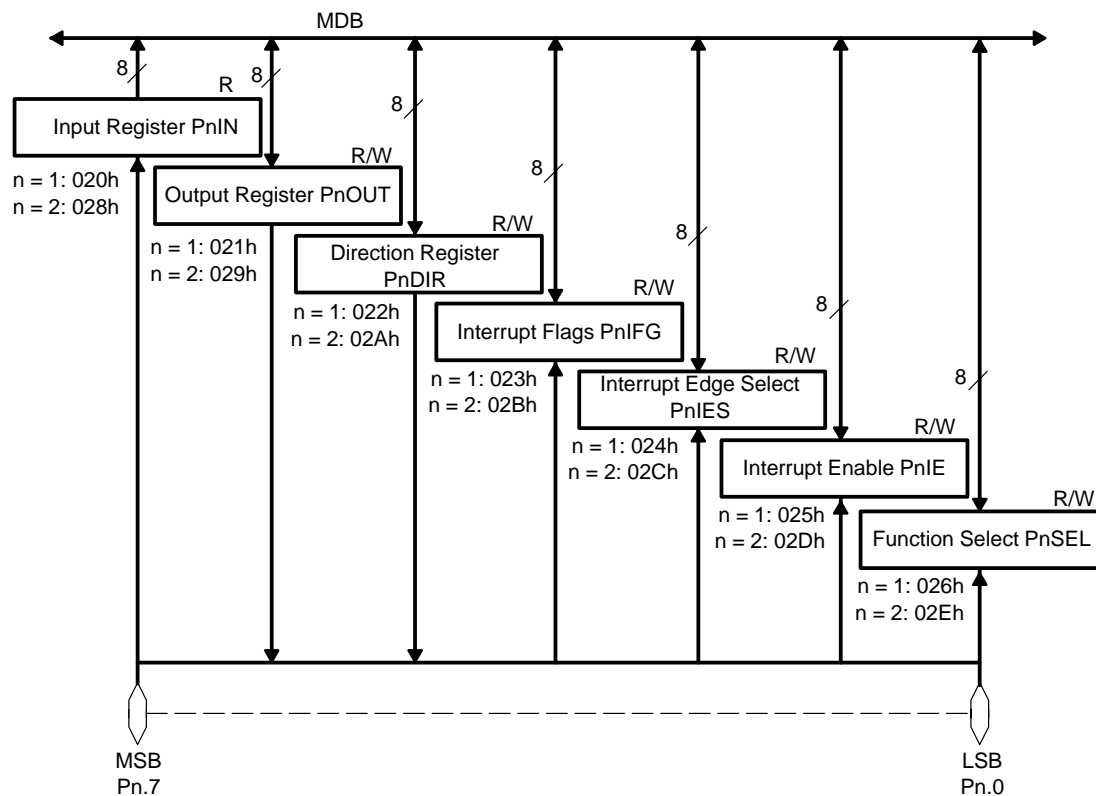 MDB
8
R
Input Register PnIN
n = 1: 020h
n = 2: 028h
8
R/W
Output Register PnOUT
n = 1: 021h
n = 2: 029h
8
R/W
Direction Register
PnDIR
n = 1: 022h
n = 2: 02Ah
8
R/W
Interrupt Flags PnIFG
n = 1: 023h
n = 2: 02Bh
8
R/W
Interrupt Edge Select
PnIES
n = 1: 024h
n = 2: 02Ch
8
R/W
Interrupt Enable PnIE
n = 1: 025h
n = 2: 02Dh
8
R/W
Function Select PnSEL
n = 1: 026h
n = 2: 02Eh
MSB
Pn.7
LSB
Pn.0